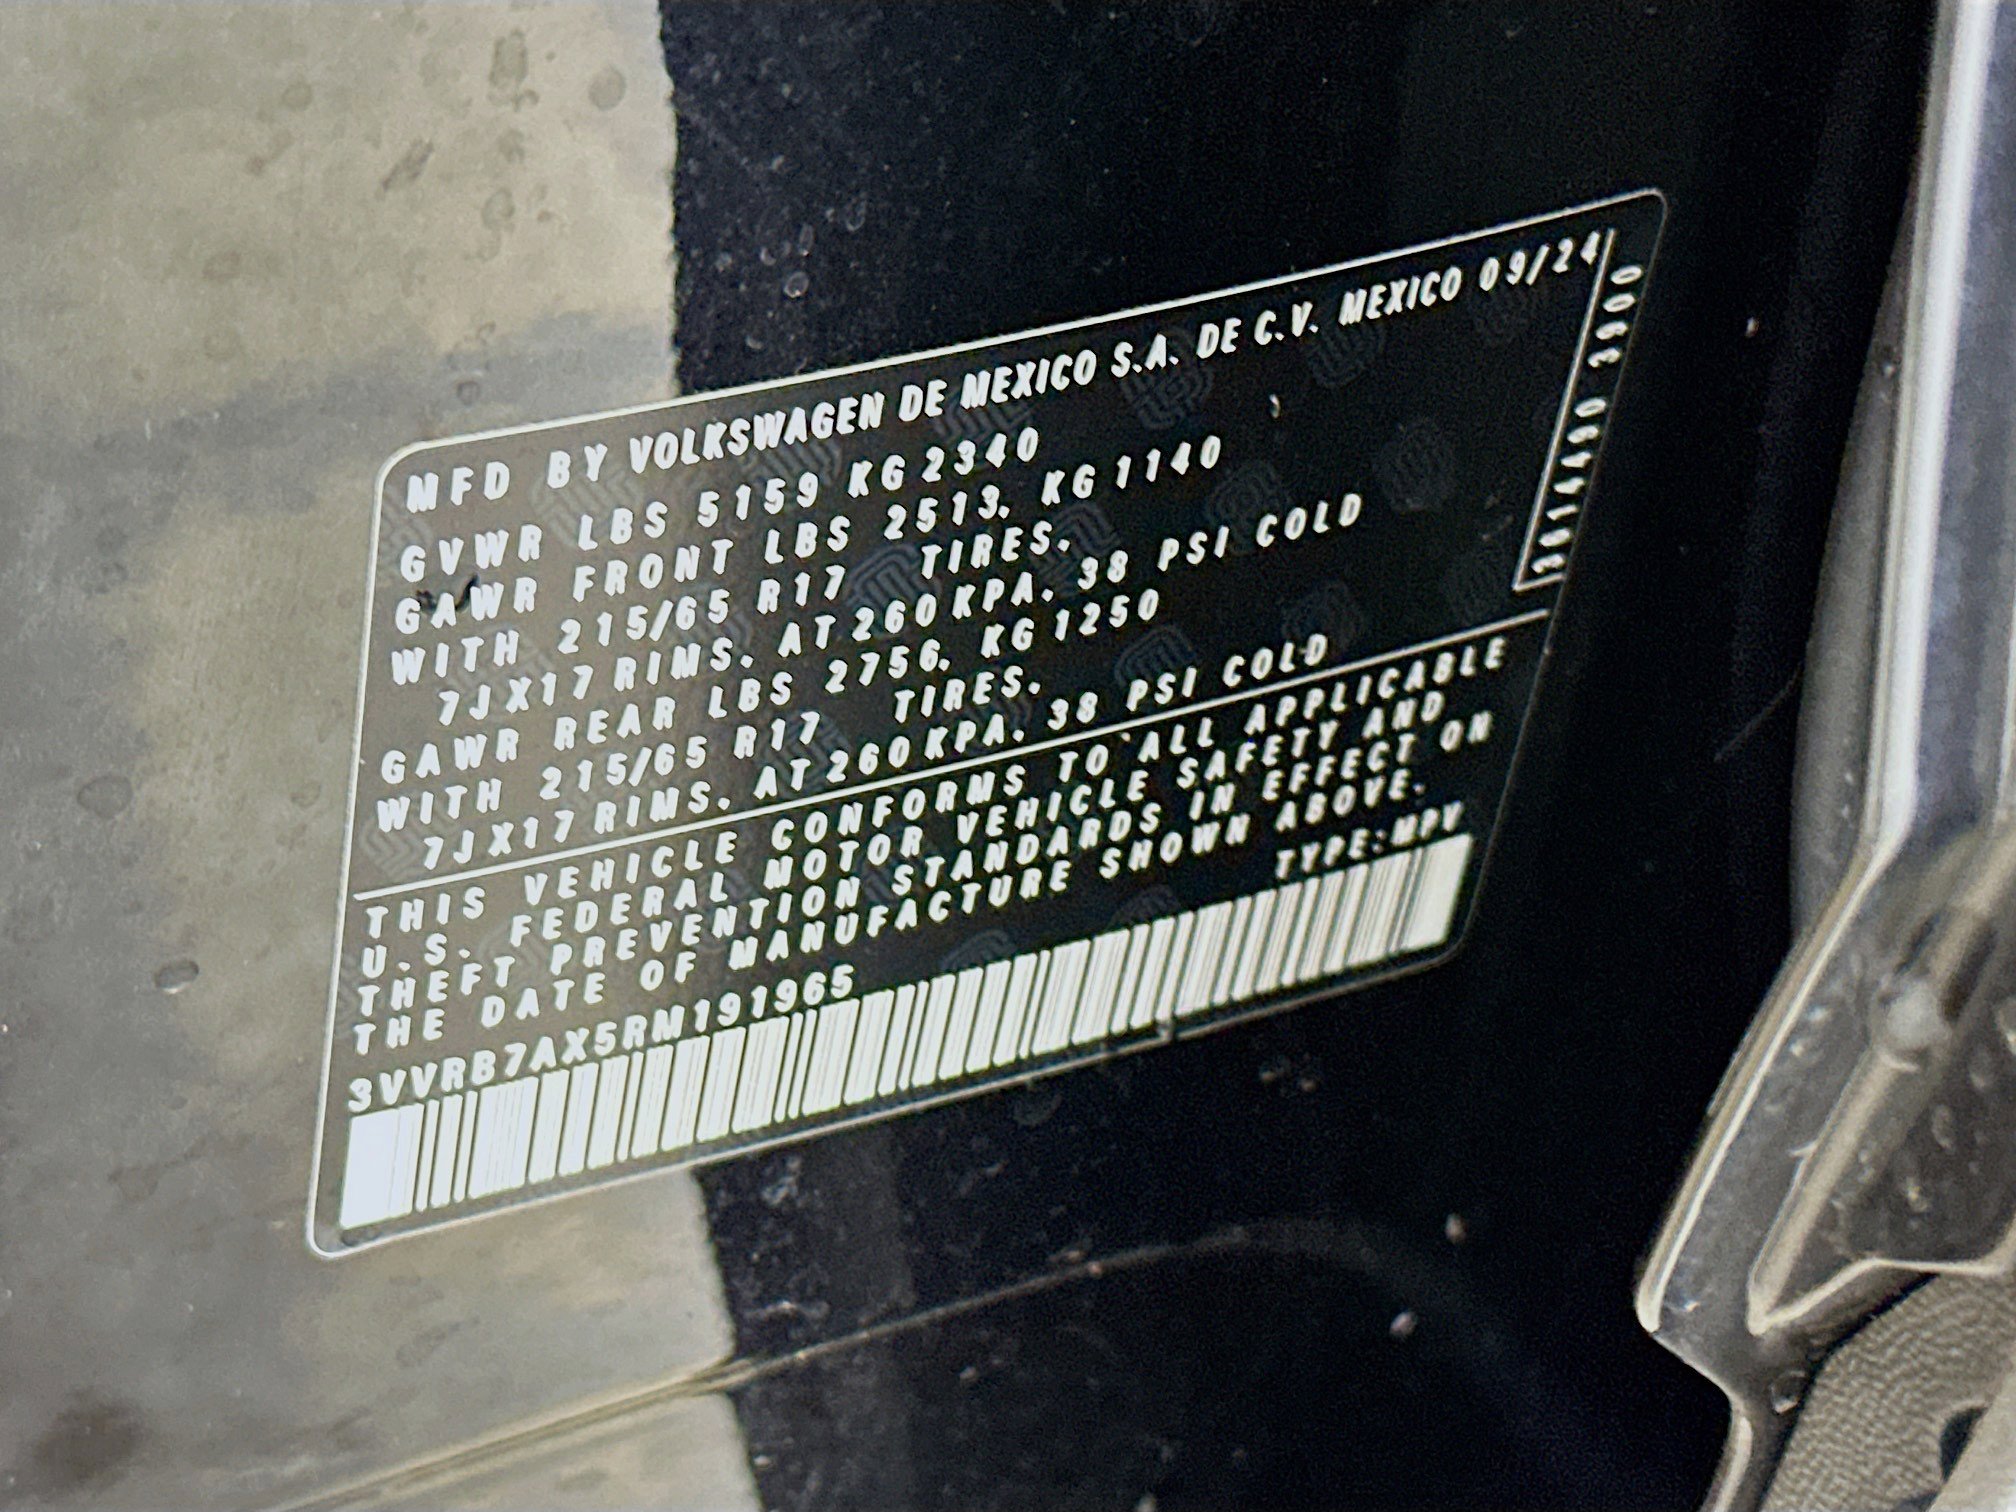 MFD BY VOLKSWAGEN DE MEXICO S.A. DE C.V. MEXICO 09/24
GVWR LBS 5159 KG 2340
GAWR FRONT LBS 2513. KG 1140
WITH 215/65 R17 TIRES.
7JX17 RIMS. AT 260 KPA. 38 PSI COLD
GAWR REAR LBS 2756. KG 1250
WITH 215/65 R17 TIRES.
7JX17 RIMS. AT 260 KPA. 38 PSI COLD
THIS VEHICLE CONFORMS TO ALL APPLICABLE
U.S. FEDERAL MOTOR VEHICLE SAFETY AND
THEFT PREVENTION STANDARDS IN EFFECT ON
THE DATE OF MANUFACTURE SHOWN ABOVE.
3VVRB7AX5RM191965 TYPE:MPV
3900